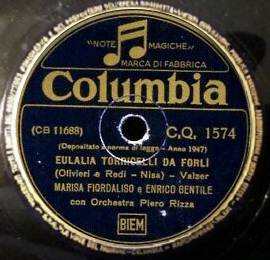 "NOTE MAGICHE"
MARCA DI FABBRICA
Columbia
(CB 11688) C.Q. 1574
(Depositato a norma di legge - Anno 1947)
EULALIA TORRICELLI DA FORLÌ
(Olivieri e Redi - Nisa) - Valzer
MARISA FIORDALISO e ENRICO GENTILE
con Orchestra Piero Rizza
BIEM